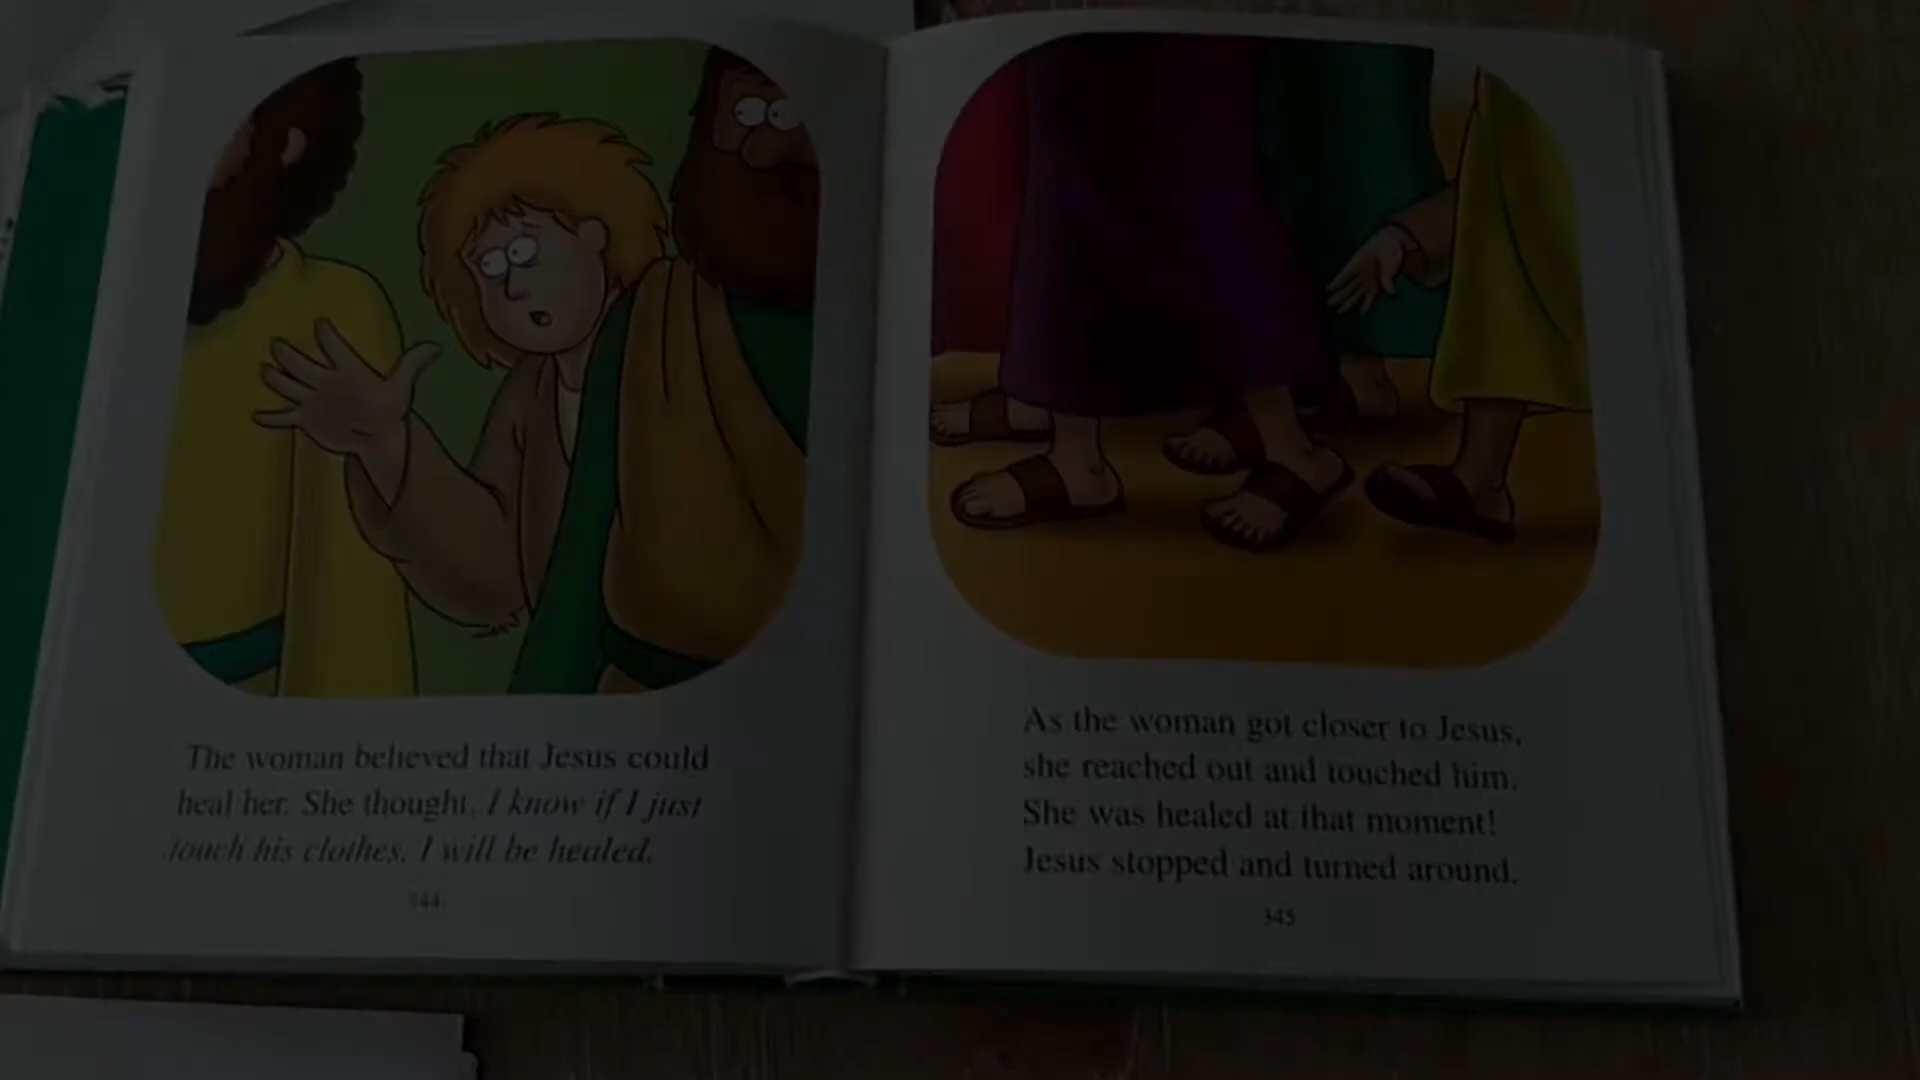 The woman believed that Jesus could
heal her. She thought, I know if I just
touch his clothes, I will be healed.
344
As the woman got closer to Jesus,
she reached out and touched him.
She was healed at that moment!
Jesus stopped and turned around.
345